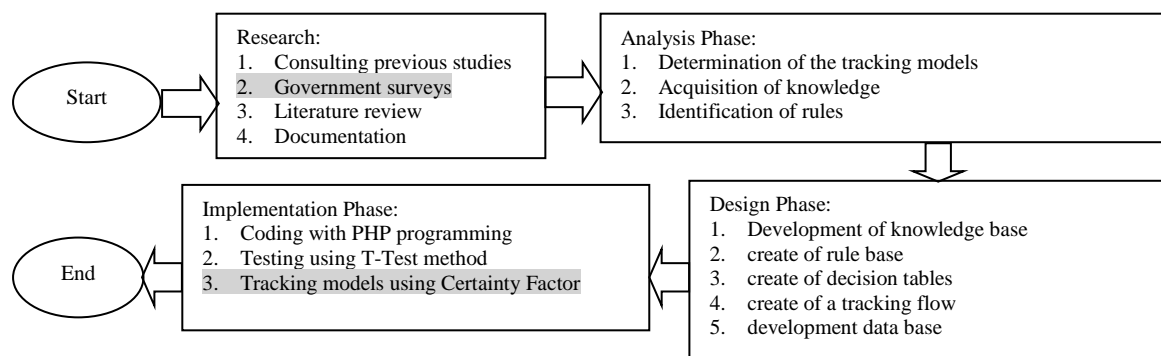 Start
Research:
1. Consulting previous studies
2. Government surveys
3. Literature review
4. Documentation
Analysis Phase:
1. Determination of the tracking models
2. Acquisition of knowledge
3. Identification of rules
Design Phase:
1. Development of knowledge base
2. create of rule base
3. create of decision tables
4. create of a tracking flow
5. development data base
Implementation Phase:
1. Coding with PHP programming
2. Testing using T-Test method
3. Tracking models using Certainty Factor
End